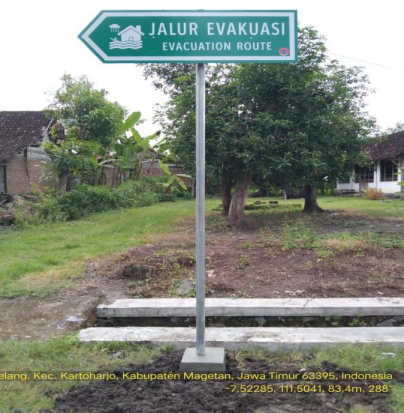 JALUR EVAKUASI
EVACUATION ROUTE
elang, Kec. Kartoharjo, Kabupaten Magetan, Jawa Timur 63395, Indonesia
-7,52285, 111,5041, 83,4m, 288°